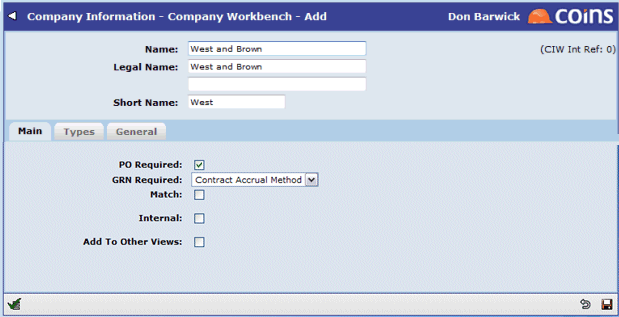 Company Information - Company Workbench - Add Don Barwick COINS
Name: West and Brown (CIW Int Ref: 0)
Legal Name: West and Brown
Short Name: West
Main Types General
PO Required:
GRN Required: Contract Accrual Method
Match:
Internal:
Add To Other Views: